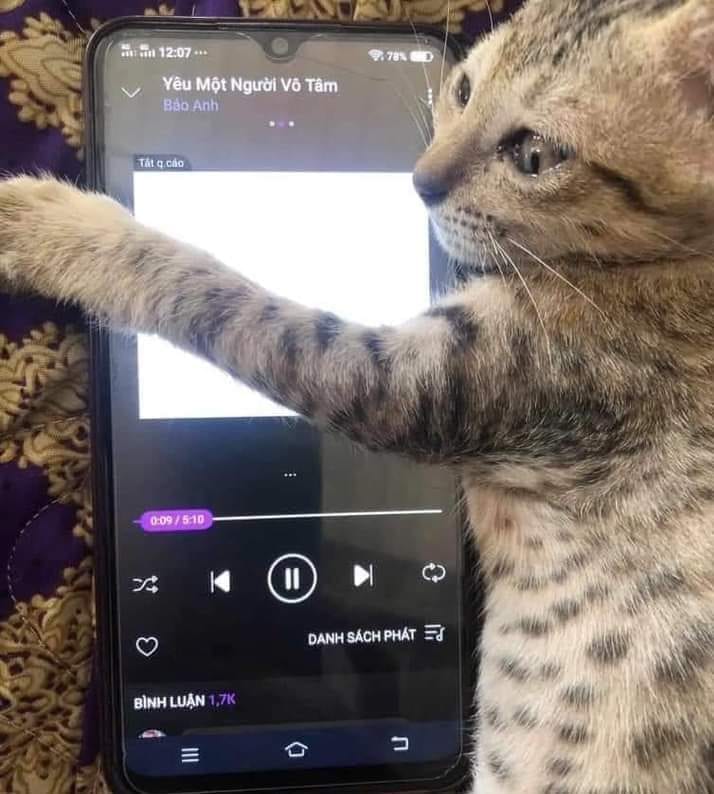 12:07 ... 78%
Yêu Một Người Vô Tâm
Bảo Anh
Tắt q.cáo
...
0:09 / 5:10
DANH SÁCH PHÁT
BÌNH LUẬN 1,7K